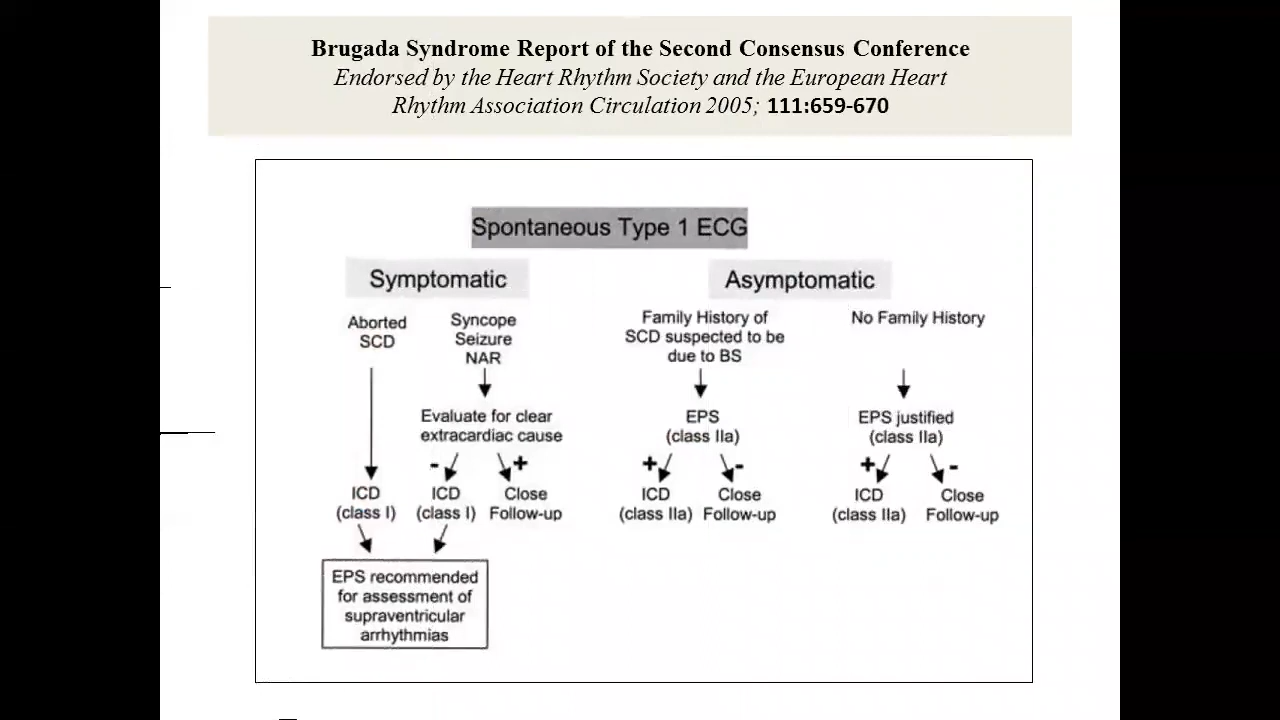 Brugada Syndrome Report of the Second Consensus Conference
Endorsed by the Heart Rhythm Society and the European Heart
Rhythm Association Circulation 2005; 111:659-670
Spontaneous Type 1 ECG
Symptomatic
Asymptomatic
Aborted
SCD
Syncope
Seizure
NAR
Family History of
SCD suspected to be
due to BS
No Family History
Evaluate for clear
extracardiac cause
EPS
(class IIa)
EPS justified
(class IIa)
- +
+ -
+ -
ICD
(class I)
ICD
(class I)
Close
Follow-up
ICD
(class IIa)
Close
Follow-up
ICD
(class IIa)
Close
Follow-up
EPS recommended
for assessment of
supraventricular
arrhythmias